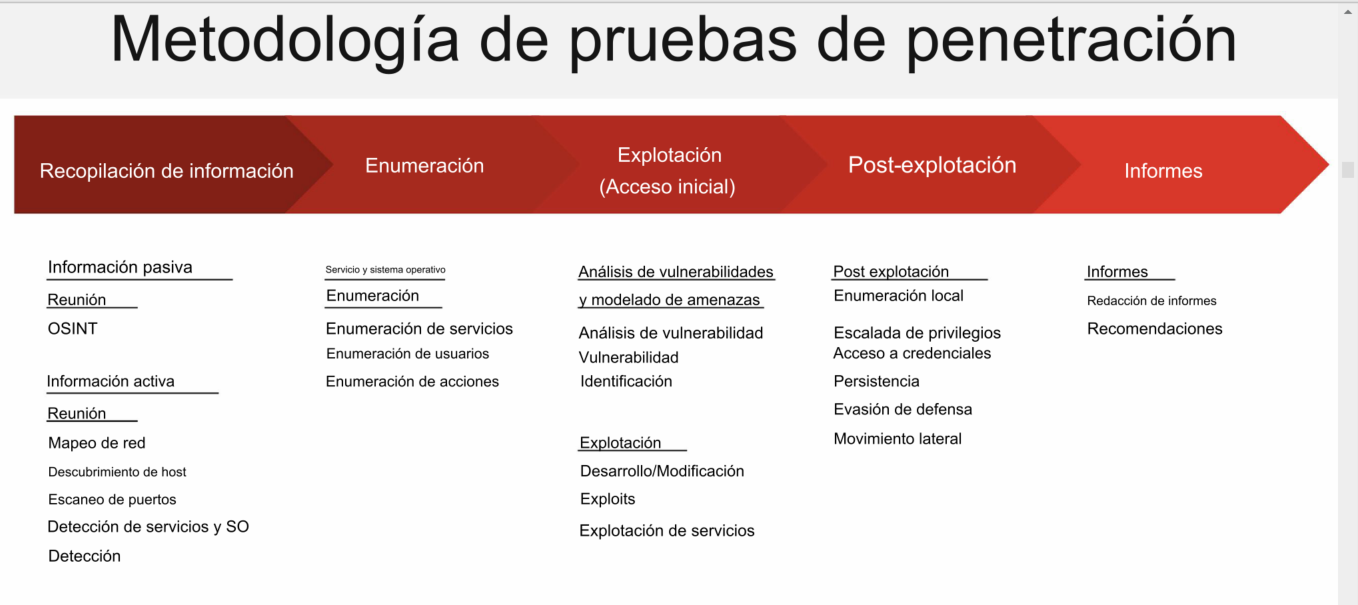 Metodología de pruebas de penetración
Recopilación de información
Enumeración
Explotación
(Acceso inicial)
Post-explotación
Informes
Información pasiva
Reunión
OSINT
Información activa
Reunión
Mapeo de red
Descubrimiento de host
Escaneo de puertos
Detección de servicios y SO
Detección
Servicio y sistema operativo
Enumeración
Enumeración de servicios
Enumeración de usuarios
Enumeración de acciones
Análisis de vulnerabilidades
y modelado de amenazas
Análisis de vulnerabilidad
Vulnerabilidad
Identificación
Explotación
Desarrollo/Modificación
Exploits
Explotación de servicios
Post explotación
Enumeración local
Escalada de privilegios
Acceso a credenciales
Persistencia
Evasión de defensa
Movimiento lateral
Informes
Redacción de informes
Recomendaciones